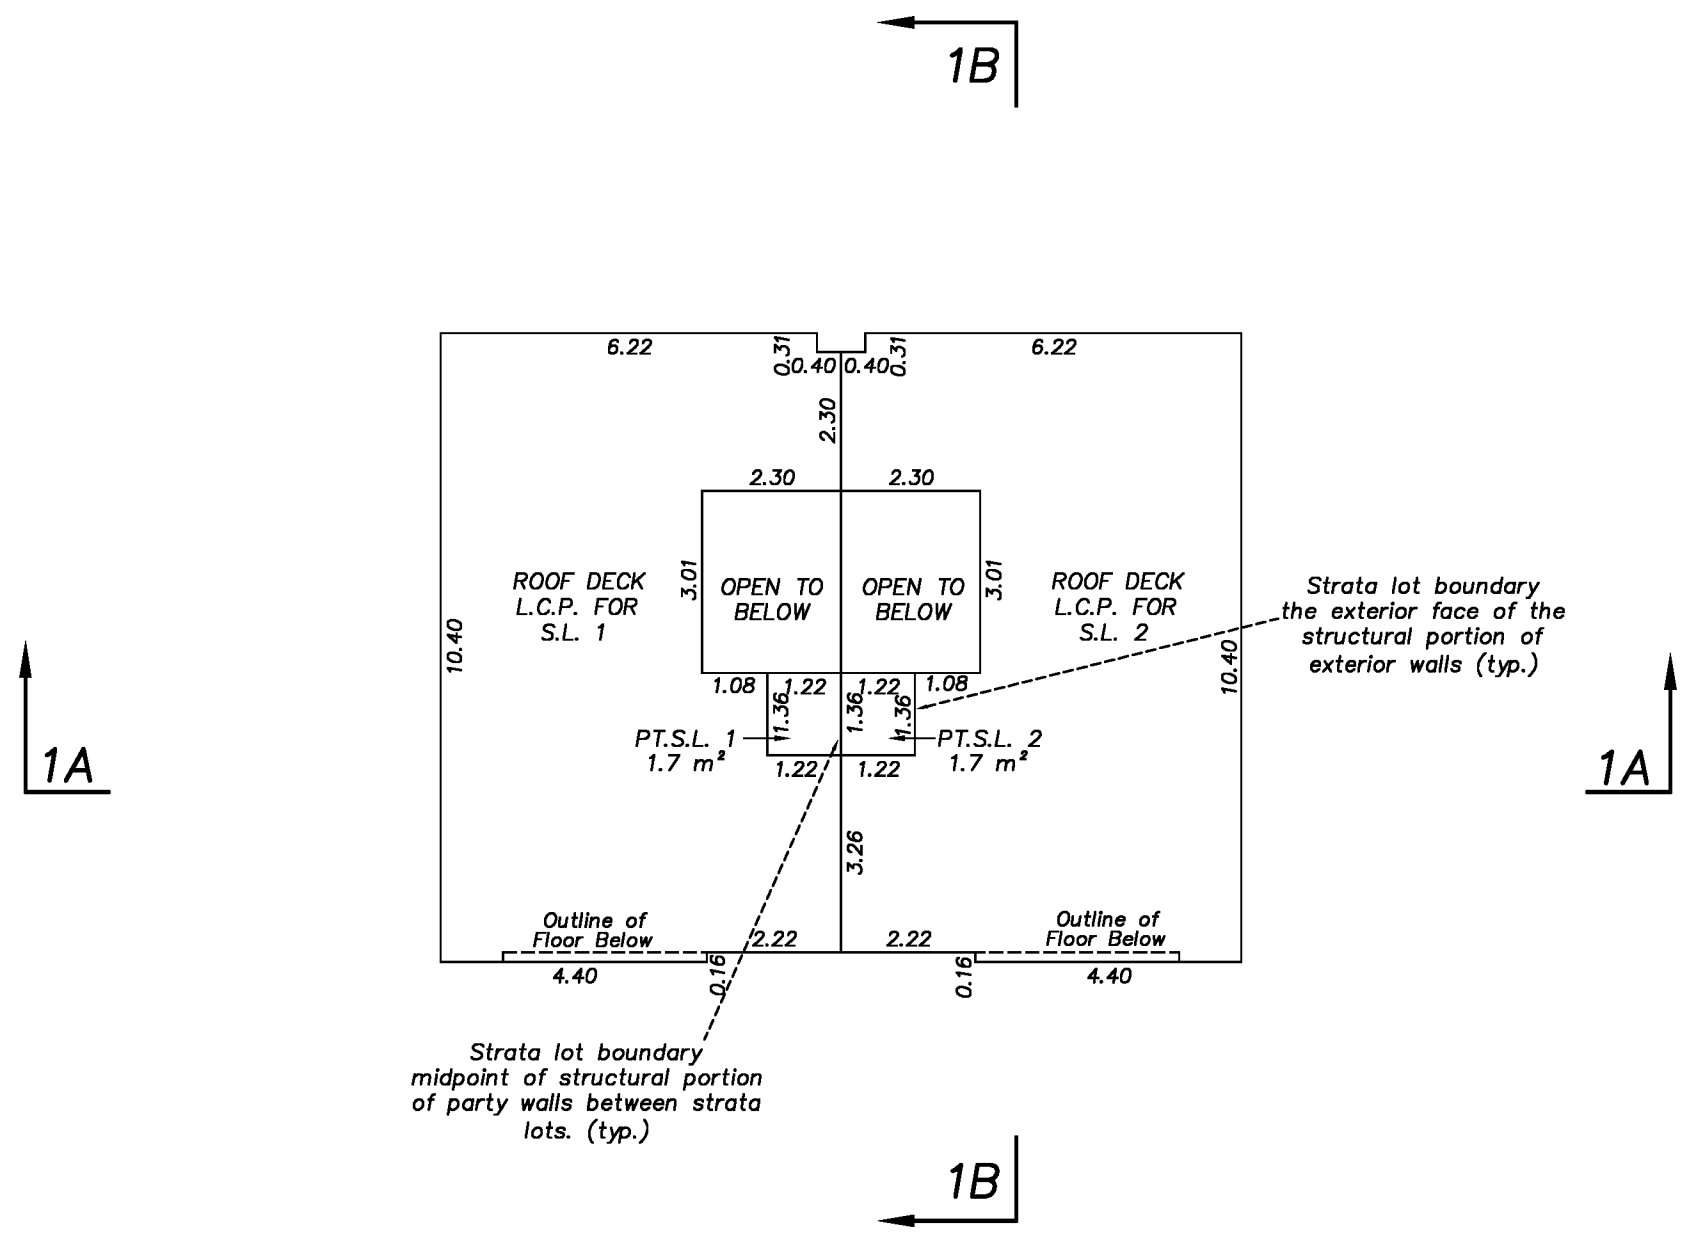 1B
6.22
0.31
0.40
0.40
0.31
6.22
2.30
2.30
2.30
3.01
OPEN TO
BELOW
OPEN TO
BELOW
3.01
ROOF DECK
L.C.P. FOR
S.L. 1
ROOF DECK
L.C.P. FOR
S.L. 2
Strata lot boundary
the exterior face of the
structural portion of
exterior walls (typ.)
10.40
10.40
1.08
1.22
1.22
1.08
1.36
1.36
1.36
PT.S.L. 1
1.7 m²
PT.S.L. 2
1.7 m²
1.22
1.22
1A
1A
3.26
Outline of
Floor Below
2.22
2.22
Outline of
Floor Below
4.40
0.16
0.16
4.40
Strata lot boundary
midpoint of structural portion
of party walls between strata
lots. (typ.)
1B